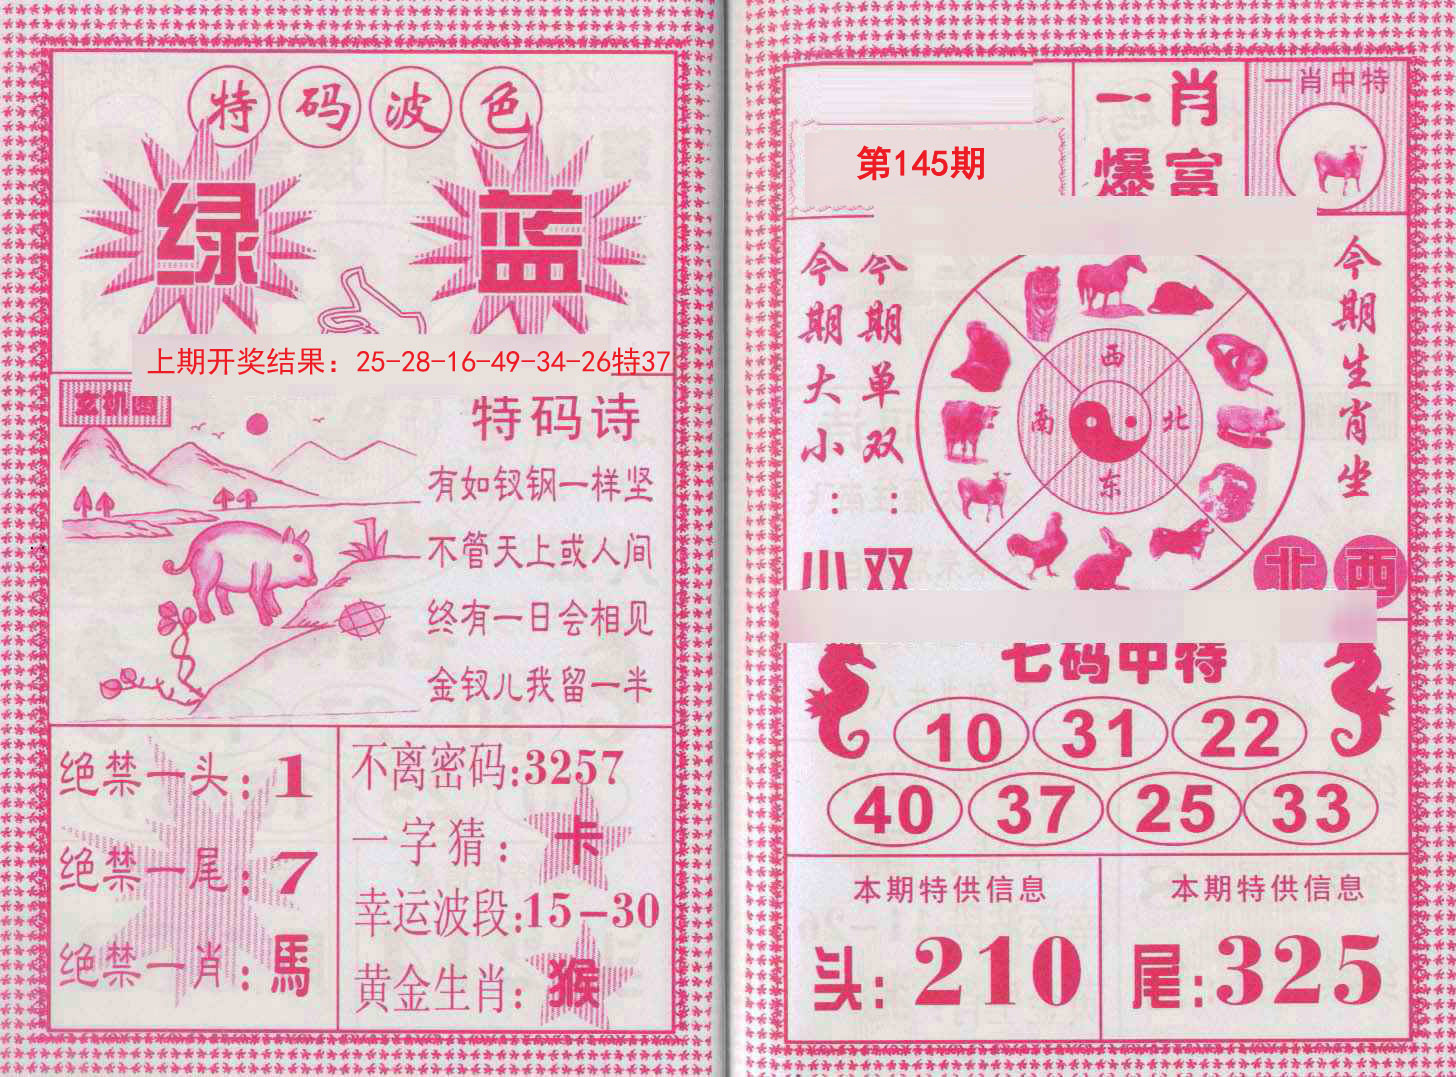 特码波色
绿 蓝
上期开奖结果：25-28-16-49-34-26特37
玄机图
特码诗
有如钗钢一样坚
不管天上或人间
终有一日会相见
金钗儿我留一半
绝禁一头：1
绝禁一尾：7
绝禁一肖：馬
不离密码：3257
一字猜：卡
幸运波段：15-30
黄金生肖：猴
第145期
一肖
爆富
一肖中特
今期大小：小
今期单双：双
西
南 北
东
今期生肖坐
北 西
七码中特
10 31 22
40 37 25 33
本期特供信息
头：210
本期特供信息
尾：325